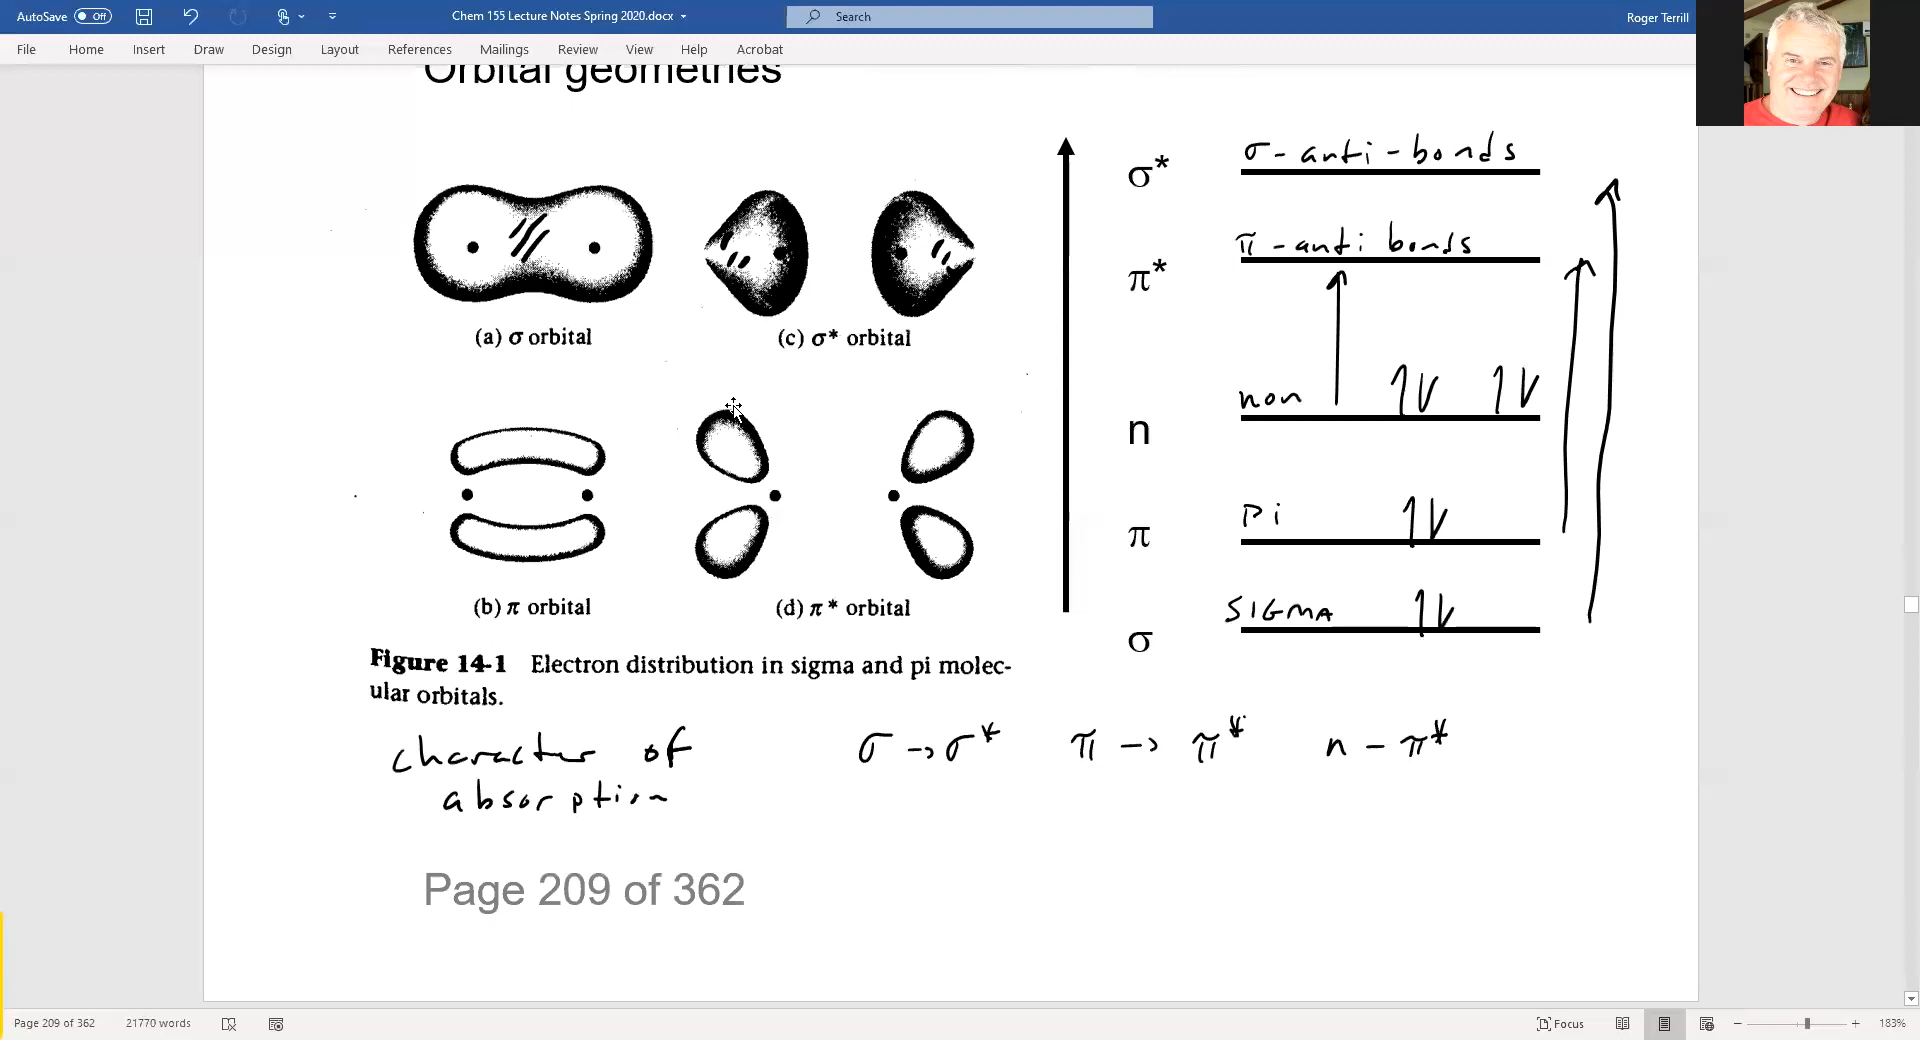 AutoSave Off Chem 155 Lecture Notes Spring 2020.docx Search Roger Terrill
File Home Insert Draw Design Layout References Mailings Review View Help Acrobat
Orbital geometries
(a) σ orbital
(c) σ* orbital
(b) π orbital
(d) π* orbital
Figure 14-1 Electron distribution in sigma and pi molec-
ular orbitals.
σ* σ-anti-bonds
π* π-anti bonds
n non
π Pi
σ SIGMA
character of
absorption
σ → σ* π → π* n - π*
Page 209 of 362
Page 209 of 362 21770 words Focus 183%